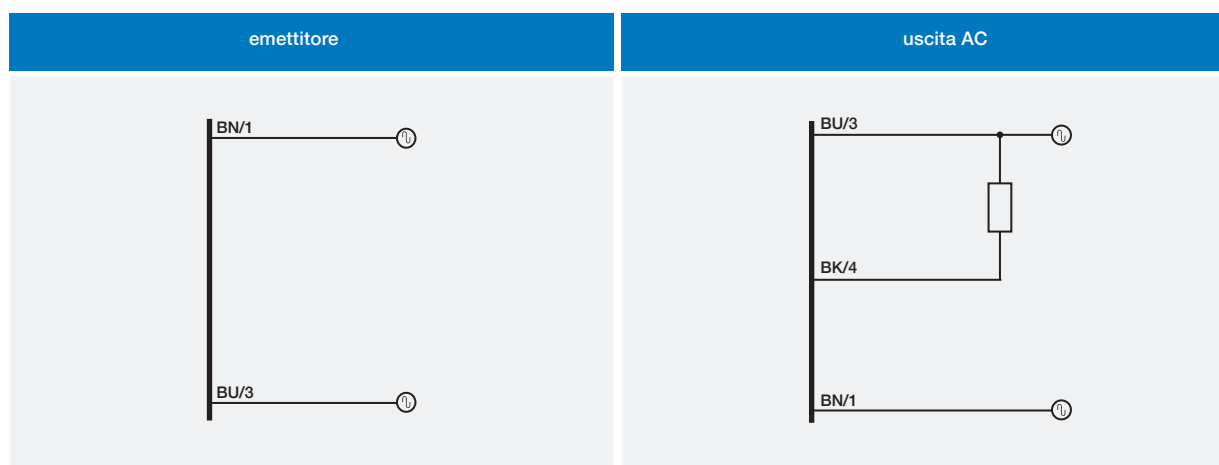 emettitore
uscita AC
BN/1
BU/3
BU/3
BK/4
BN/1